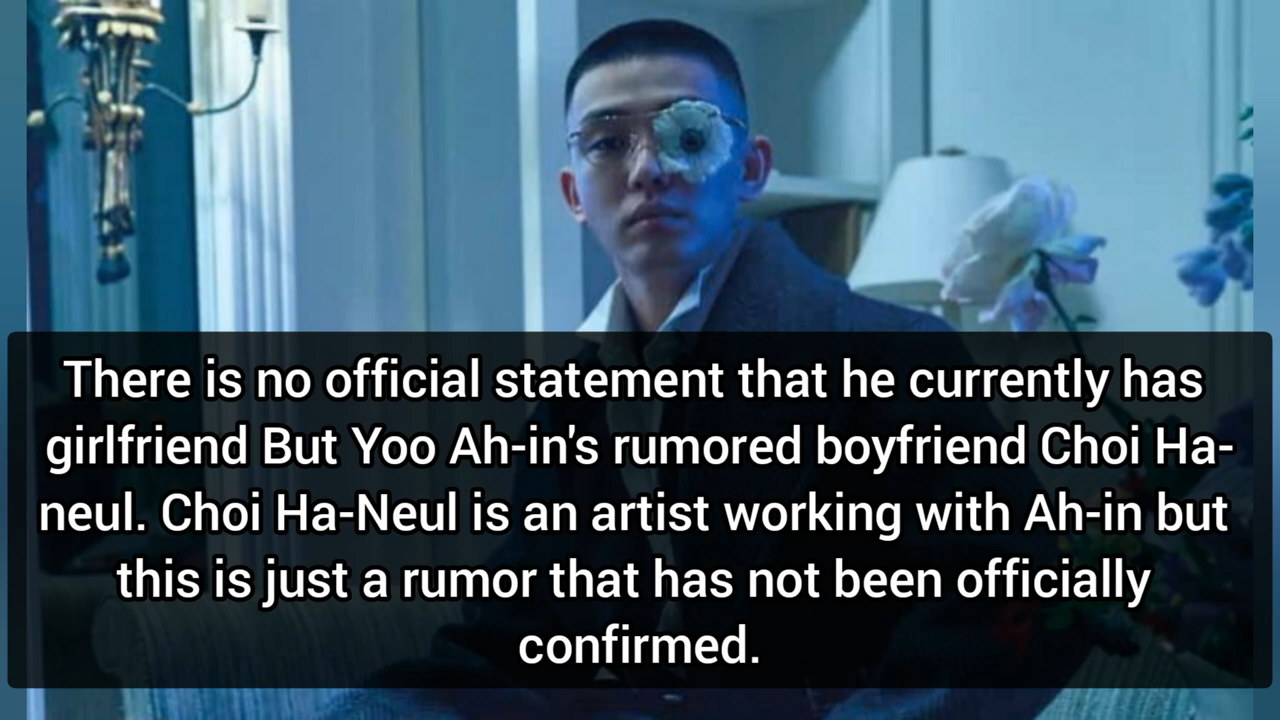 There is no official statement that he currently has
girlfriend But Yoo Ah-in's rumored boyfriend Choi Ha-
neul. Choi Ha-Neul is an artist working with Ah-in but
this is just a rumor that has not been officially
confirmed.